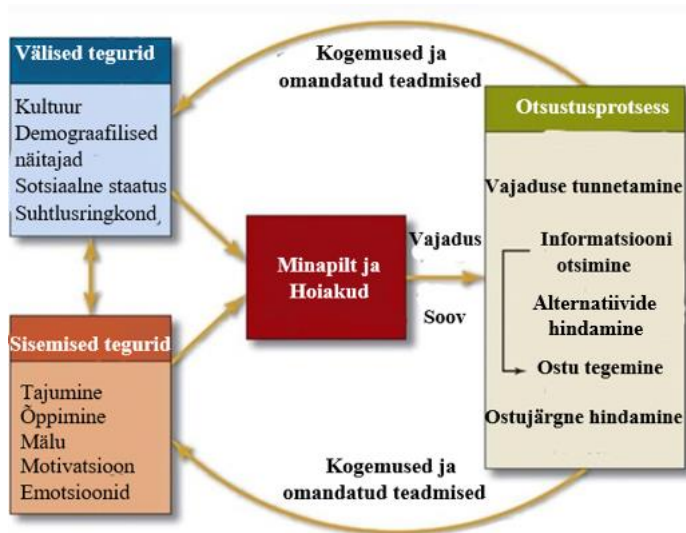 Välised tegurid
Kultuur
Demograafilised
näitajad
Sotsiaalne staatus
Suhtlusringkond
Kogemused ja
omandatud teadmised
Otsustusprotsess
Vajaduse tunnetamine
Informatsiooni
otsimine
Alternatiivide
hindamine
Ostu tegemine
Ostujärgne hindamine
Minapilt ja
Hoiakud
Vajadus
Soov
Sisemised tegurid
Tajumine
Õppimine
Mälu
Motivatsioon
Emotsioonid
Kogemused ja
omandatud teadmised